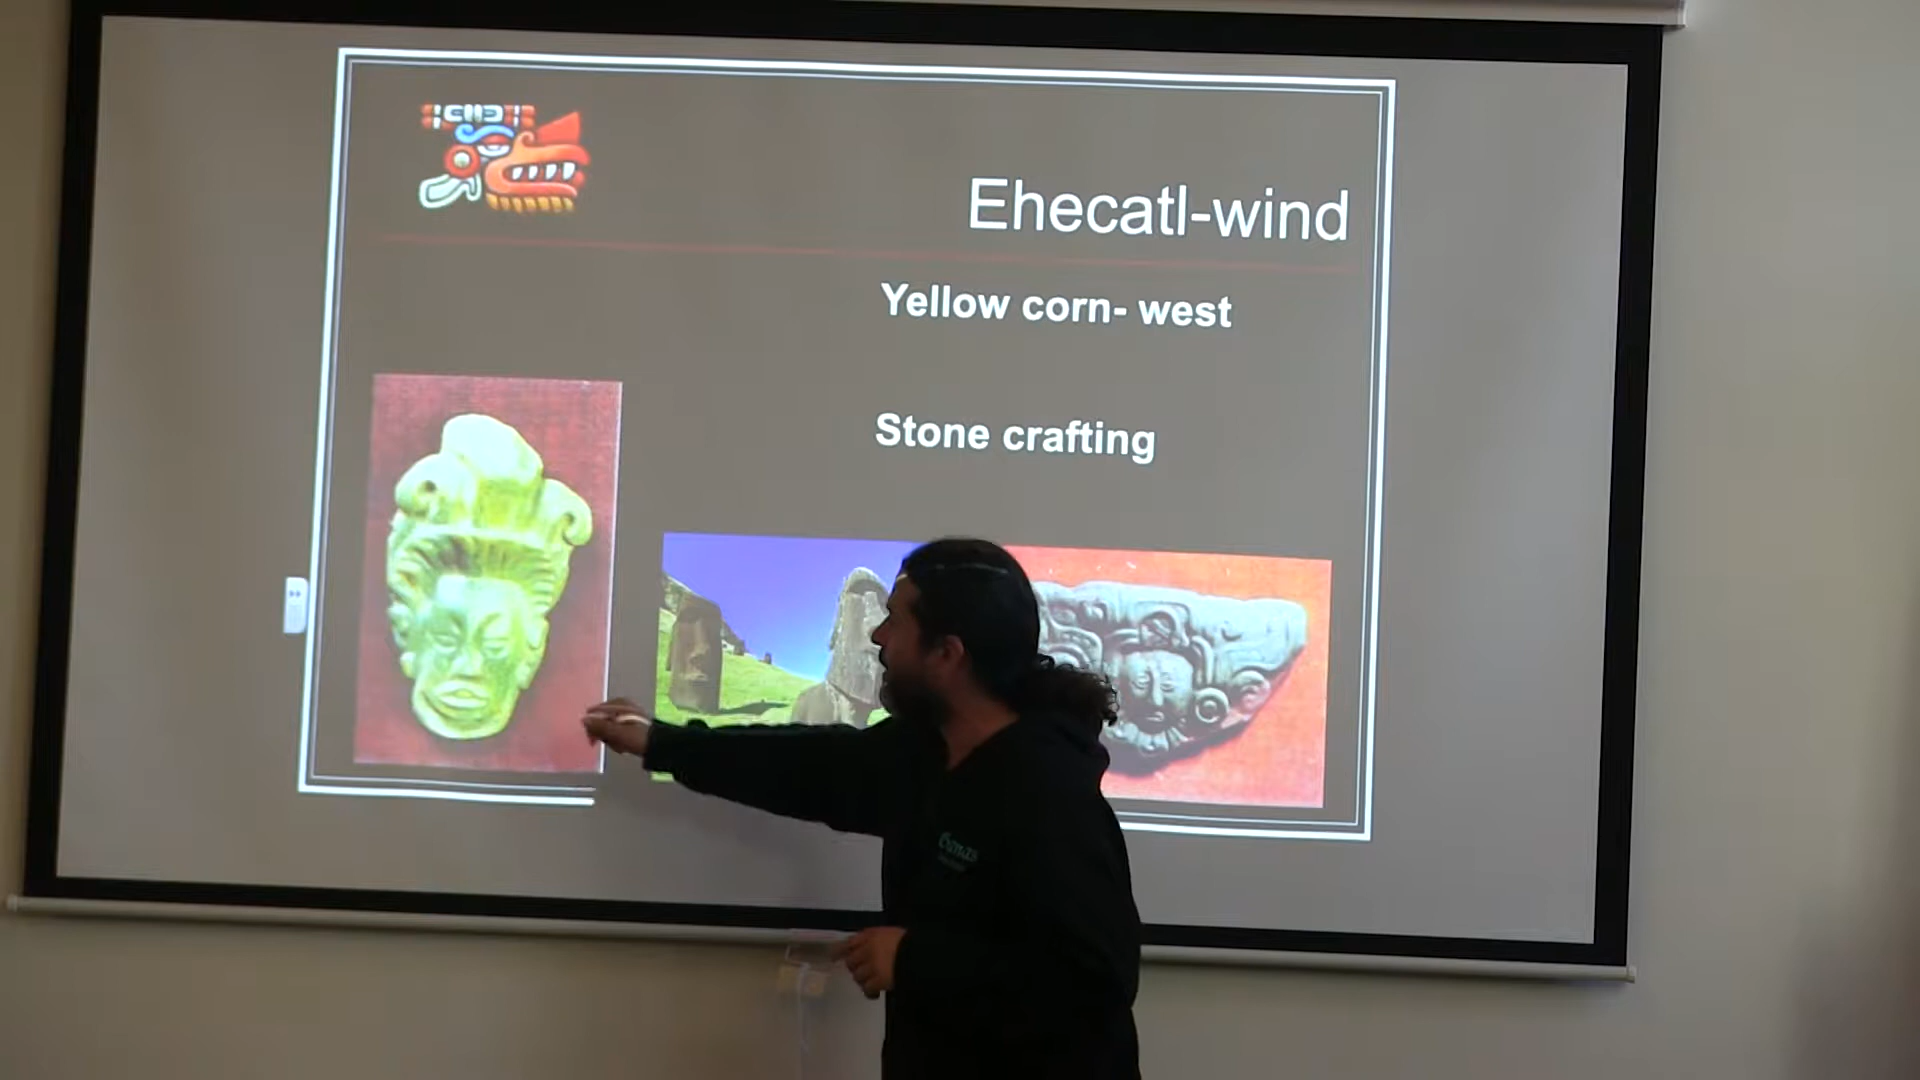 Ehecatl-wind
Yellow corn- west
Stone crafting